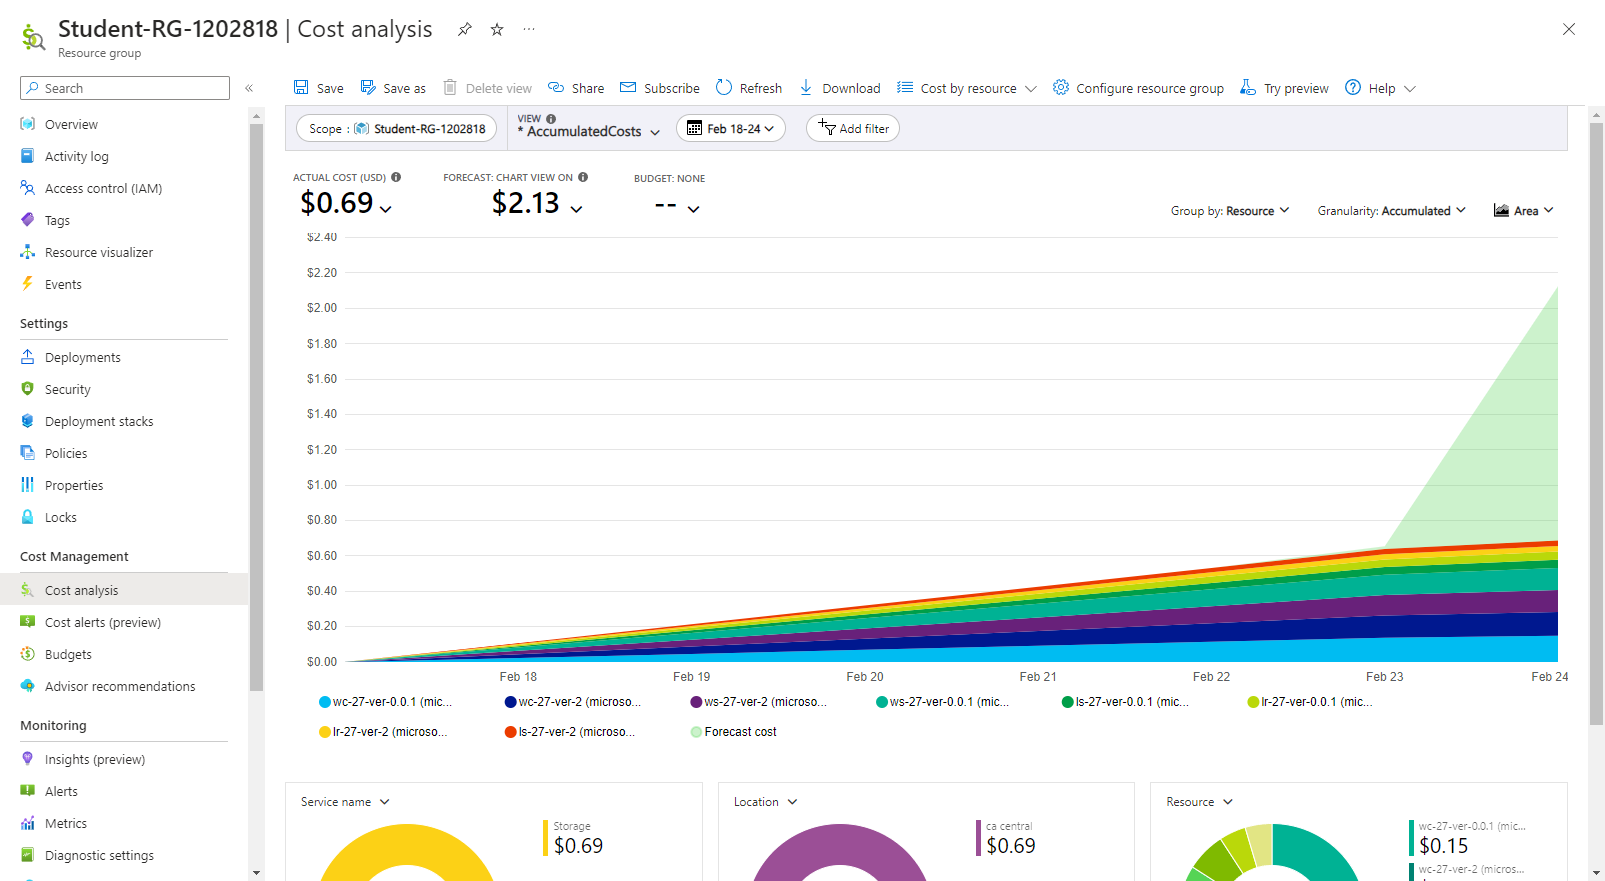 Student-RG-1202818 | Cost analysis
Resource group
Search
Overview
Activity log
Access control (IAM)
Tags
Resource visualizer
Events
Settings
Deployments
Security
Deployment stacks
Policies
Properties
Locks
Cost Management
Cost analysis
Cost alerts (preview)
Budgets
Advisor recommendations
Monitoring
Insights (preview)
Alerts
Metrics
Diagnostic settings
Save
Save as
Delete view
Share
Subscribe
Refresh
Download
Cost by resource
Configure resource group
Try preview
Help
Scope : Student-RG-1202818
VIEW
* AccumulatedCosts
Feb 18-24
Add filter
ACTUAL COST (USD)
$0.69
FORECAST: CHART VIEW ON
$2.13
BUDGET: NONE
--
Group by: Resource
Granularity: Accumulated
Area
$2.40
$2.20
$2.00
$1.80
$1.60
$1.40
$1.20
$1.00
$0.80
$0.60
$0.40
$0.20
$0.00
Feb 18
Feb 19
Feb 20
Feb 21
Feb 22
Feb 23
Feb 24
wc-27-ver-0.0.1 (mic...
wc-27-ver-2 (microso...
ws-27-ver-2 (microso...
ws-27-ver-0.0.1 (mic...
ls-27-ver-0.0.1 (mic...
lr-27-ver-0.0.1 (mic...
lr-27-ver-2 (microso...
ls-27-ver-2 (microso...
Forecast cost
Service name
Storage
$0.69
Location
ca central
$0.69
Resource
wc-27-ver-0.0.1 (mic...
$0.15
wc-27-ver-2 (micros...